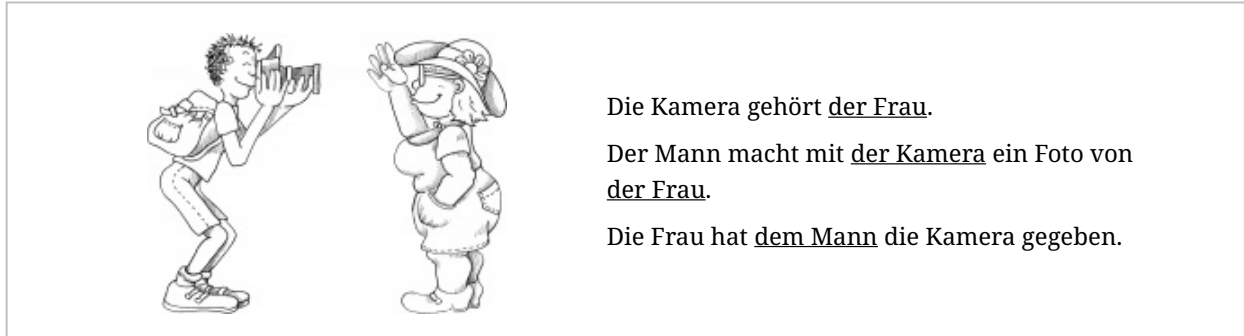 Die Kamera gehört der Frau.
Der Mann macht mit der Kamera ein Foto von
der Frau.
Die Frau hat dem Mann die Kamera gegeben.